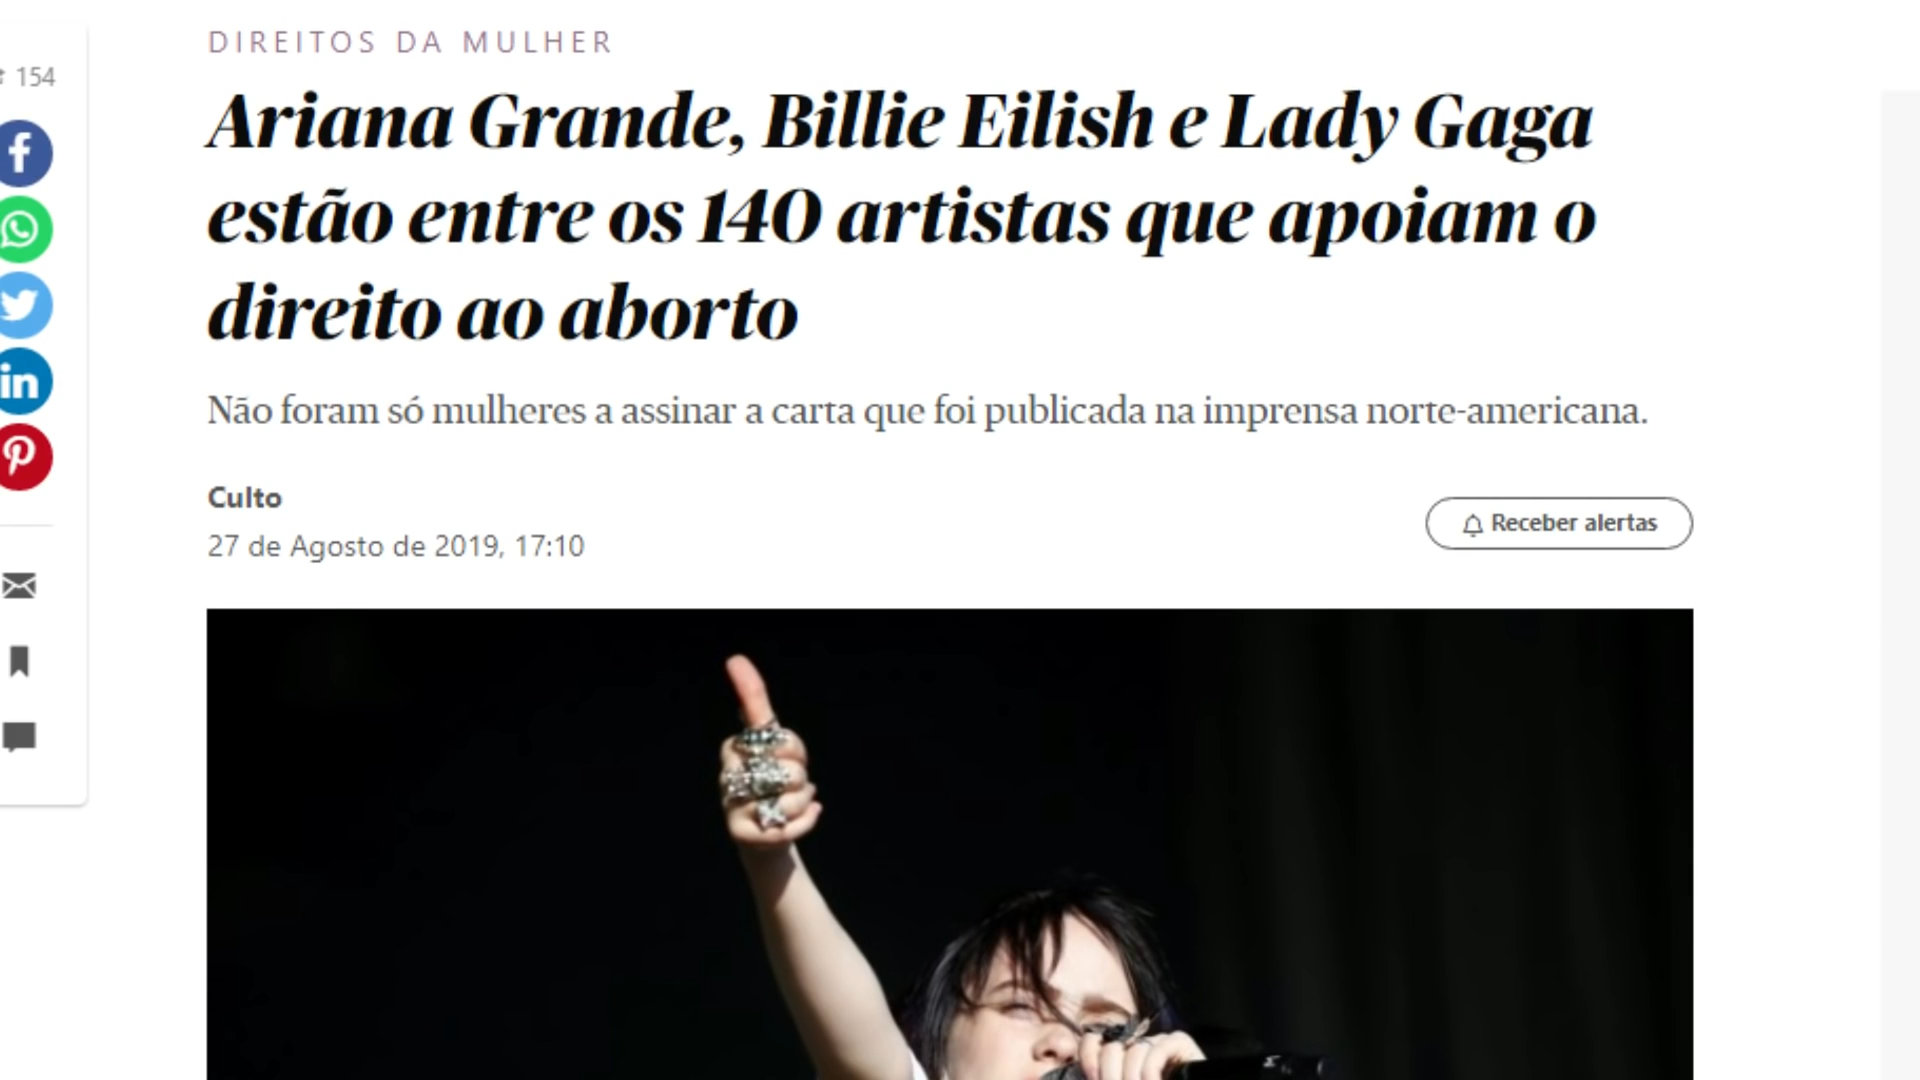 DIREITOS DA MULHER
154
Ariana Grande, Billie Eilish e Lady Gaga
estão entre os 140 artistas que apoiam o
direito ao aborto
Não foram só mulheres a assinar a carta que foi publicada na imprensa norte-americana.
Culto
27 de Agosto de 2019, 17:10
Receber alertas